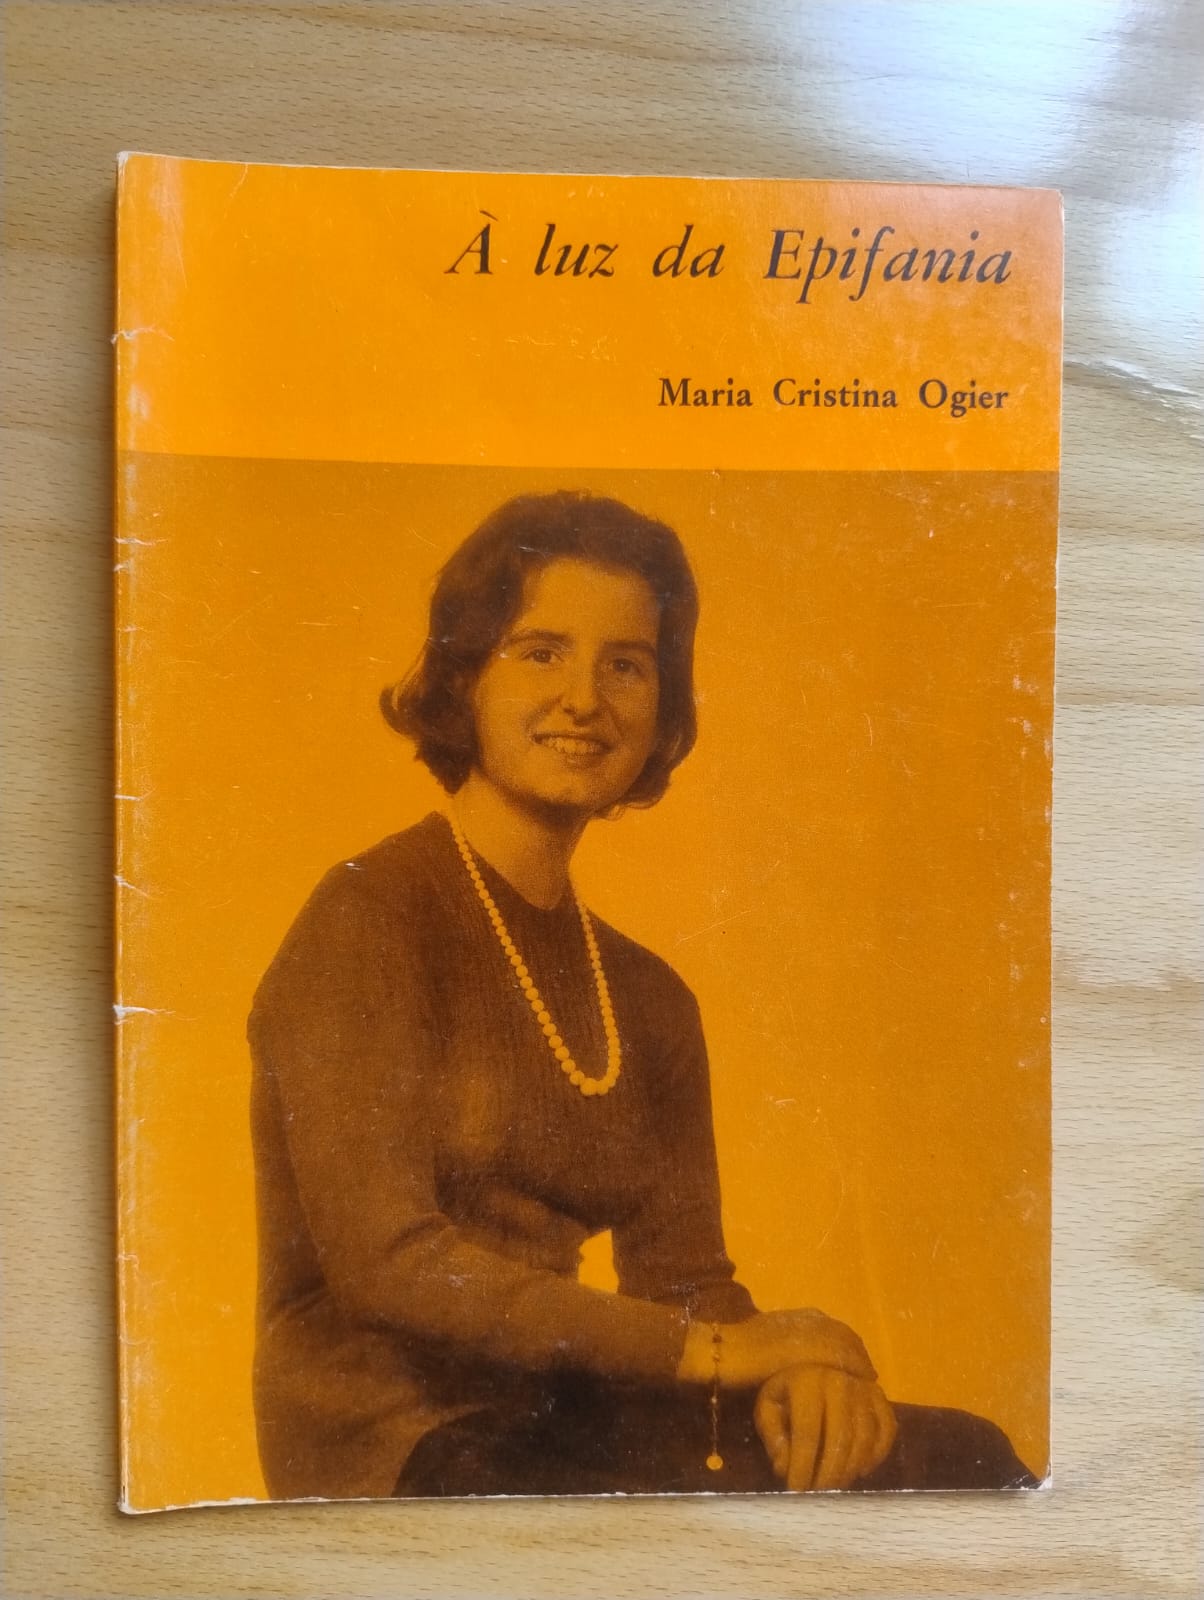 À luz da Epifania
Maria Cristina Ogier